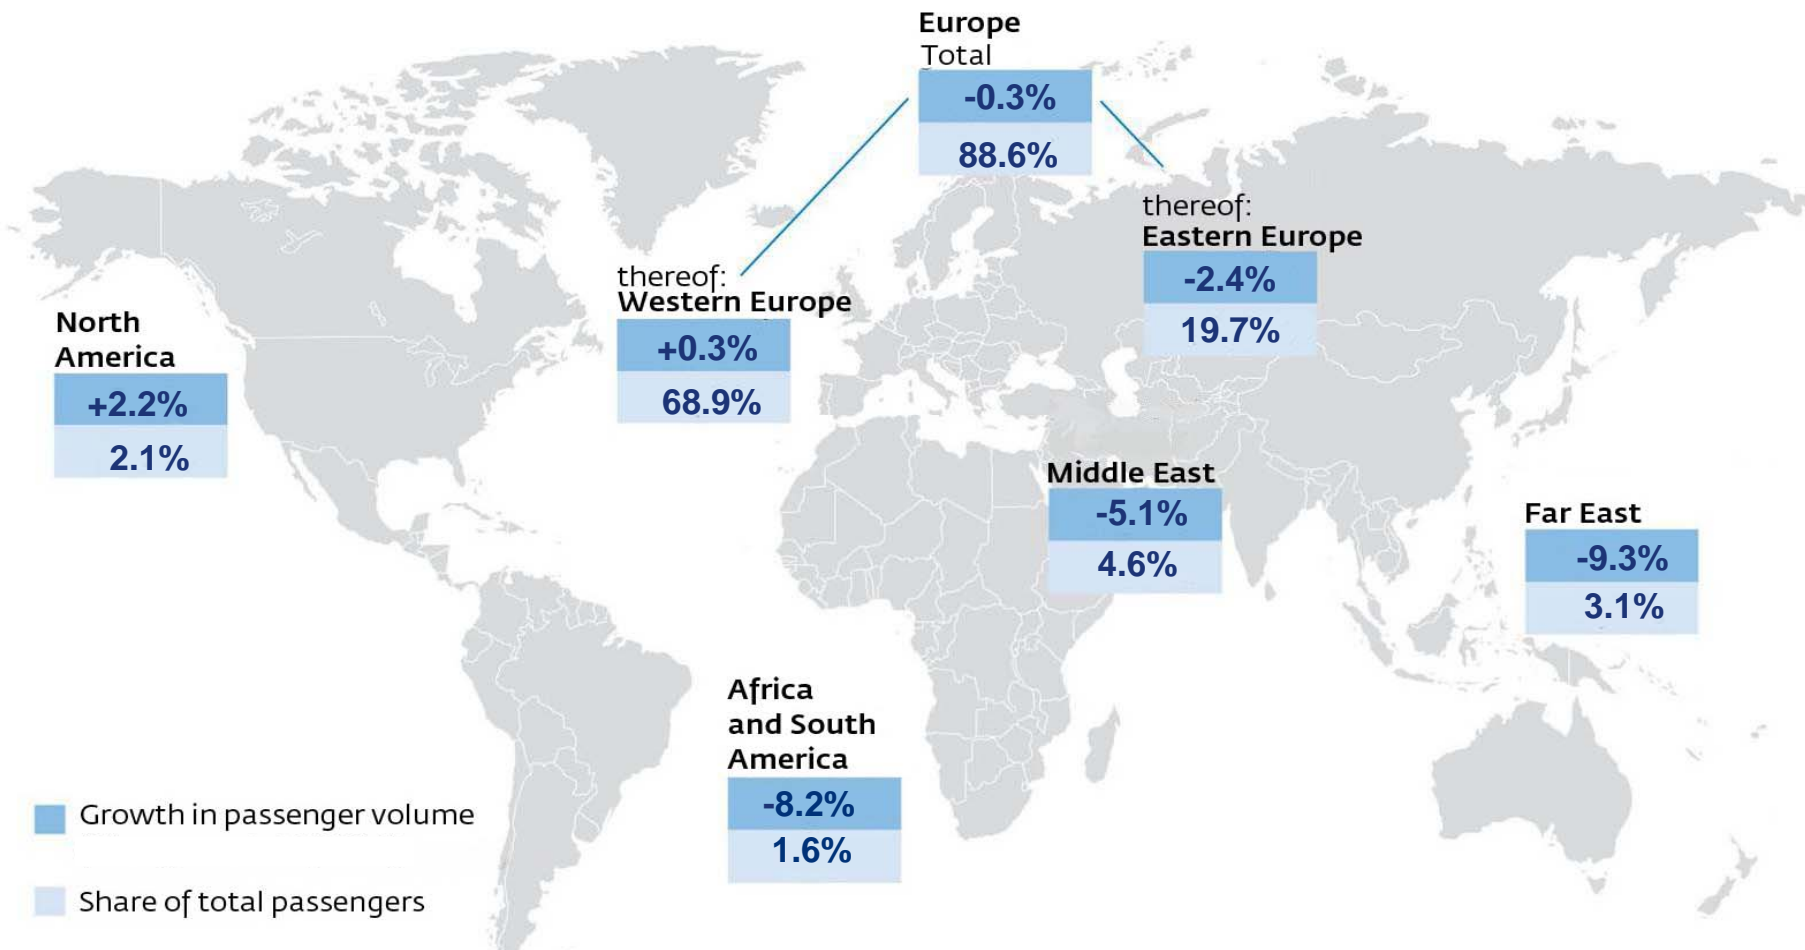 Europe
Total
-0.3%
88.6%
thereof:
Eastern Europe
-2.4%
19.7%
thereof:
Western Europe
+0.3%
68.9%
North
America
+2.2%
2.1%
Middle East
-5.1%
4.6%
Far East
-9.3%
3.1%
Africa
and South
America
-8.2%
1.6%
Growth in passenger volume
Share of total passengers